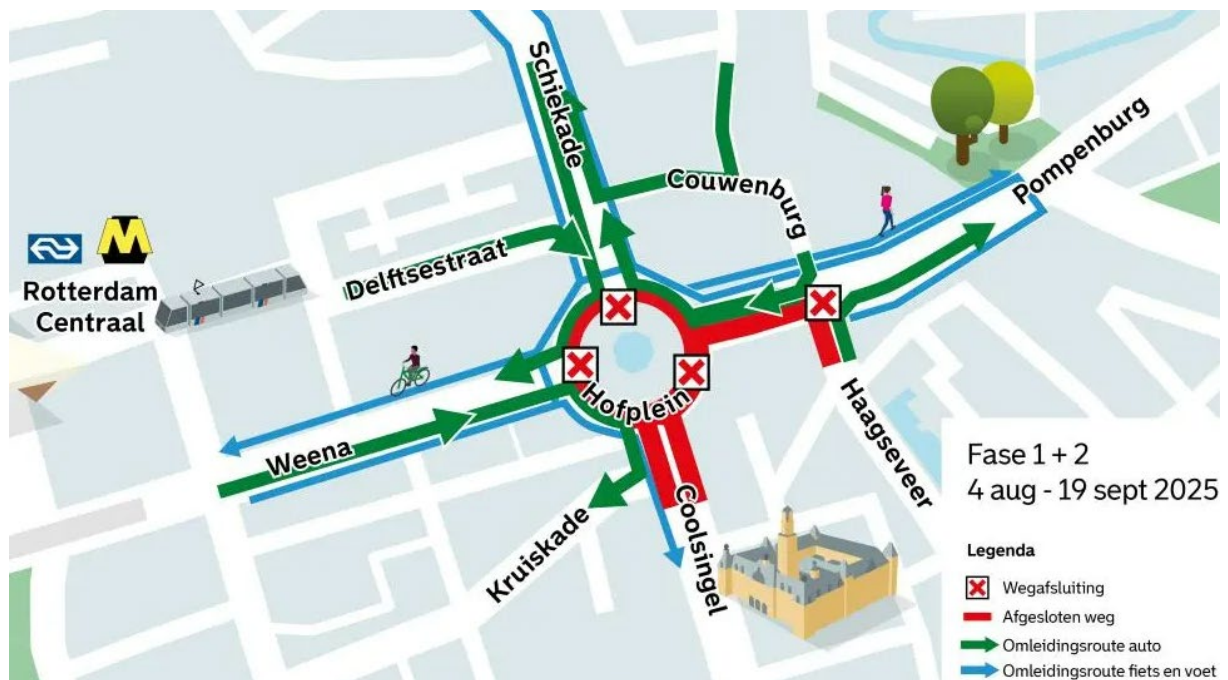 Schiekade
Pompenburg
Couwenburg
M
Rotterdam
Centraal
Delftsestraat
Hofplein
Haagseveer
Weena
Kruiskade
Coolsingel
Fase 1 + 2
4 aug - 19 sept 2025
Legenda
Wegafsluiting
Afgesloten weg
Omleidingsroute auto
Omleidingsroute fiets en voet